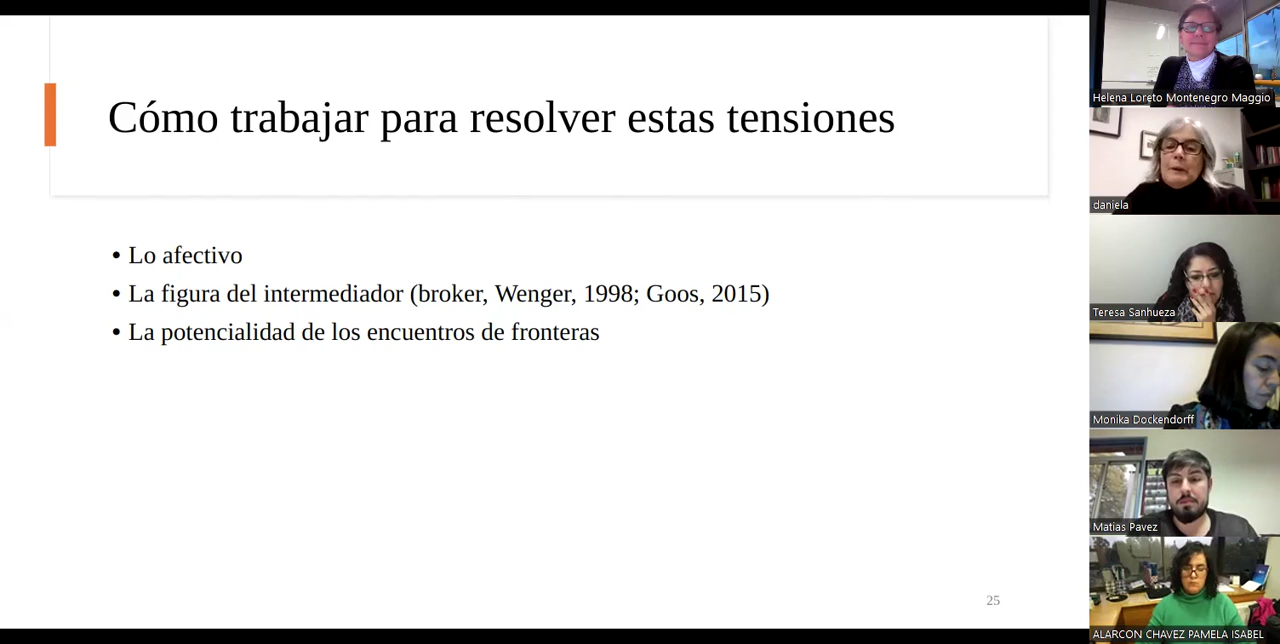 Cómo trabajar para resolver estas tensiones
• Lo afectivo
• La figura del intermediador (broker, Wenger, 1998; Goos, 2015)
• La potencialidad de los encuentros de fronteras
25
Helena Loreto Montenegro Maggio
daniela
Teresa Sanhueza
Monika Dockendorff
Matias Pavez
ALARCON CHAVEZ PAMELA ISABEL